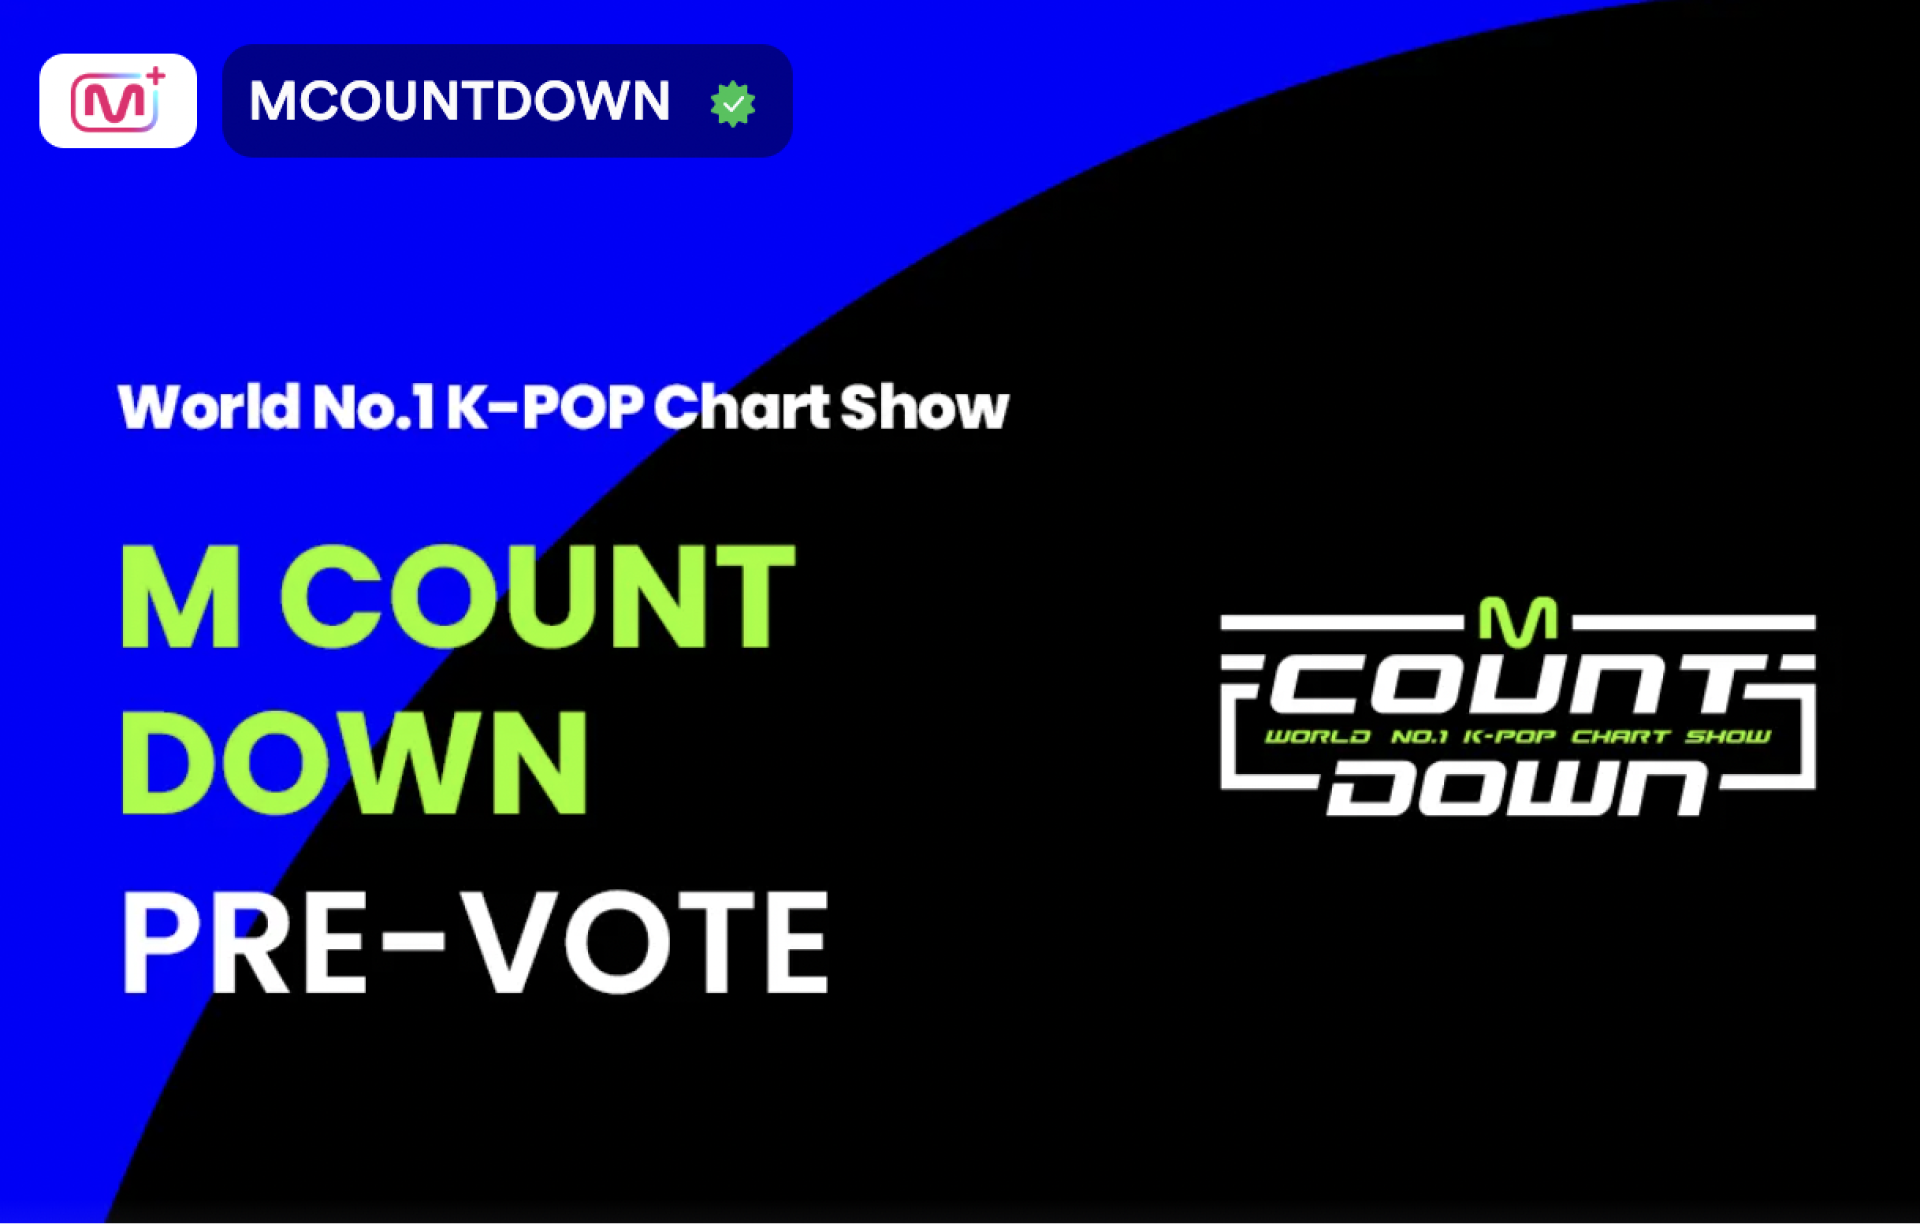 M+
MCOUNTDOWN
World No.1 K-POP Chart Show
M COUNT
DOWN
PRE-VOTE
M
COUNT
WORLD NO.1 K-POP CHART SHOW
DOWN